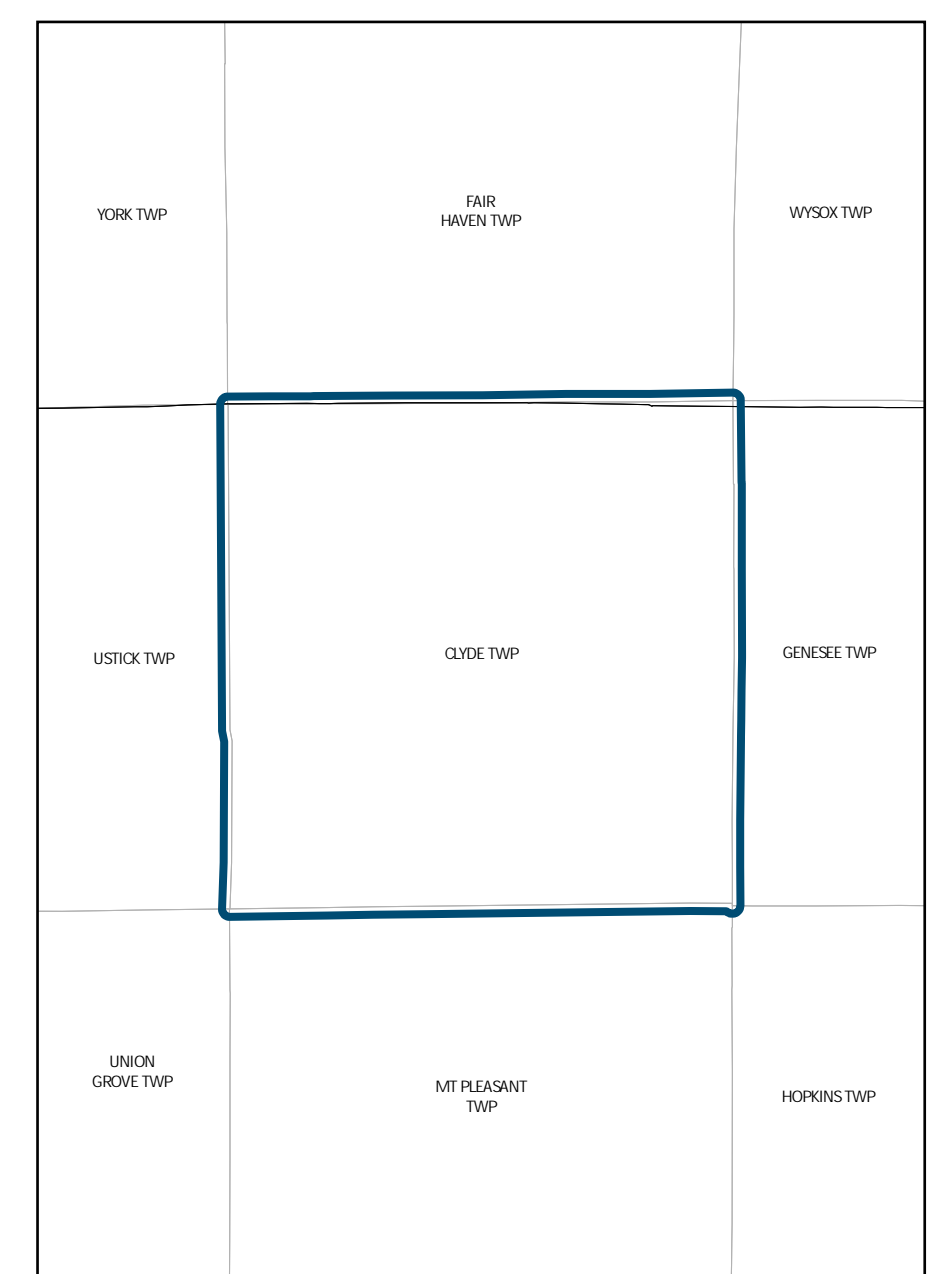 YORK TWP
FAIR
HAVEN TWP
WYSOX TWP
USTICK TWP
CLYDE TWP
GENESEE TWP
UNION
GROVE TWP
MT PLEASANT
TWP
HOPKINS TWP